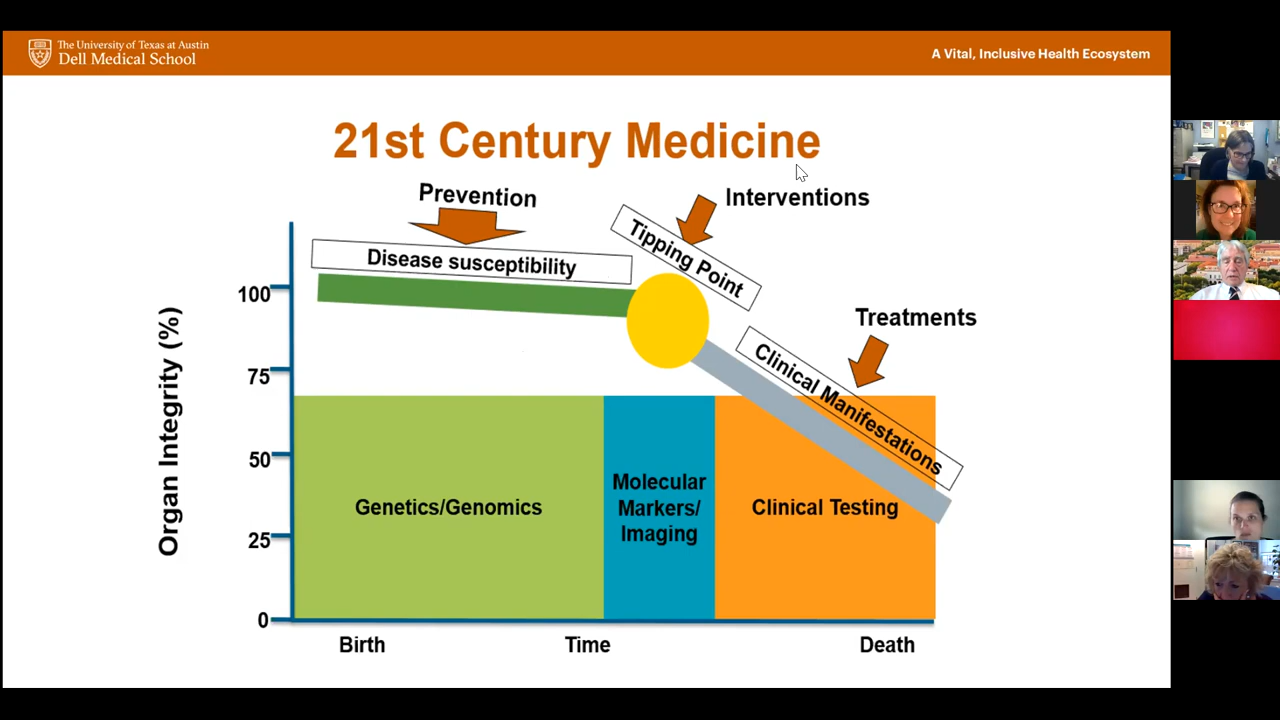 The University of Texas at Austin
Dell Medical School
A Vital, Inclusive Health Ecosystem
21st Century Medicine
Prevention
Interventions
Disease susceptibility
Tipping Point
Treatments
Clinical Manifestations
Organ Integrity (%)
100
75
50
25
0
Genetics/Genomics
Molecular
Markers/
Imaging
Clinical Testing
Birth
Time
Death